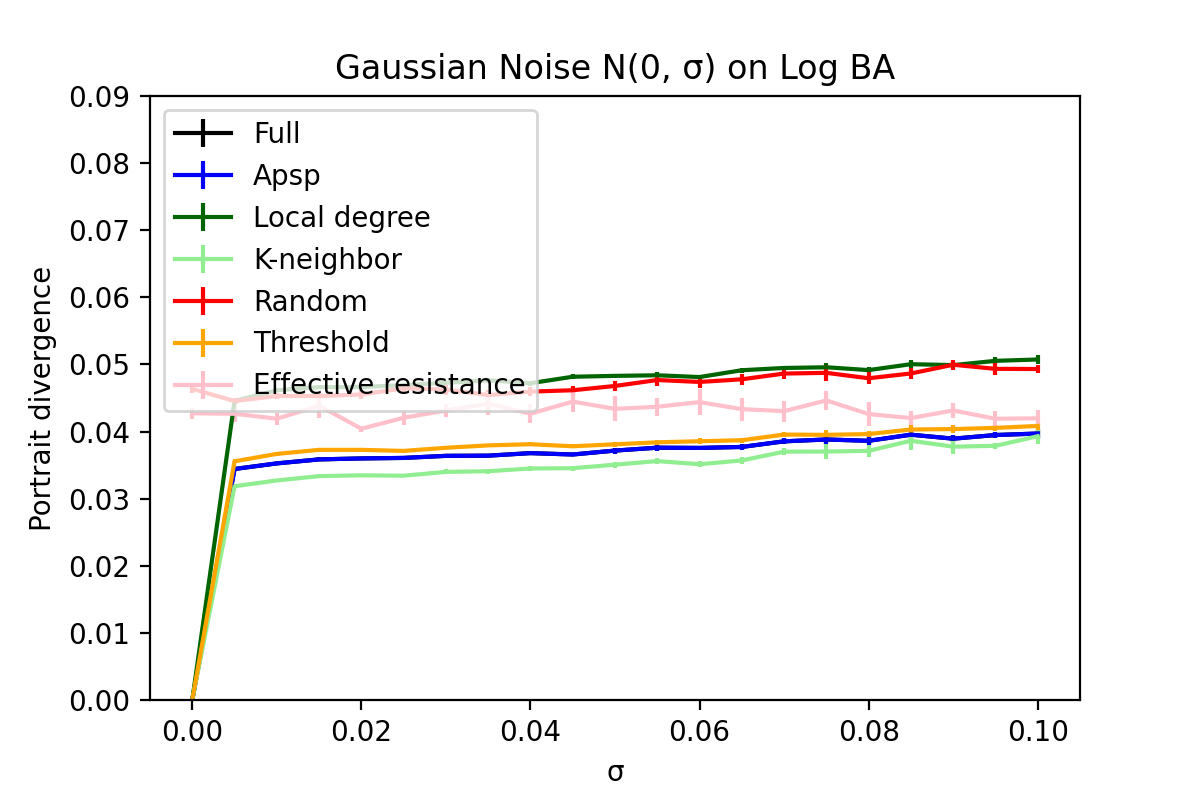 Gaussian Noise N(0, σ) on Log BA
Portrait divergence
0.09
0.08
0.07
0.06
0.05
0.04
0.03
0.02
0.01
0.00
Full
Apsp
Local degree
K-neighbor
Random
Threshold
Effective resistance
0.00 0.02 0.04 0.06 0.08 0.10
σ